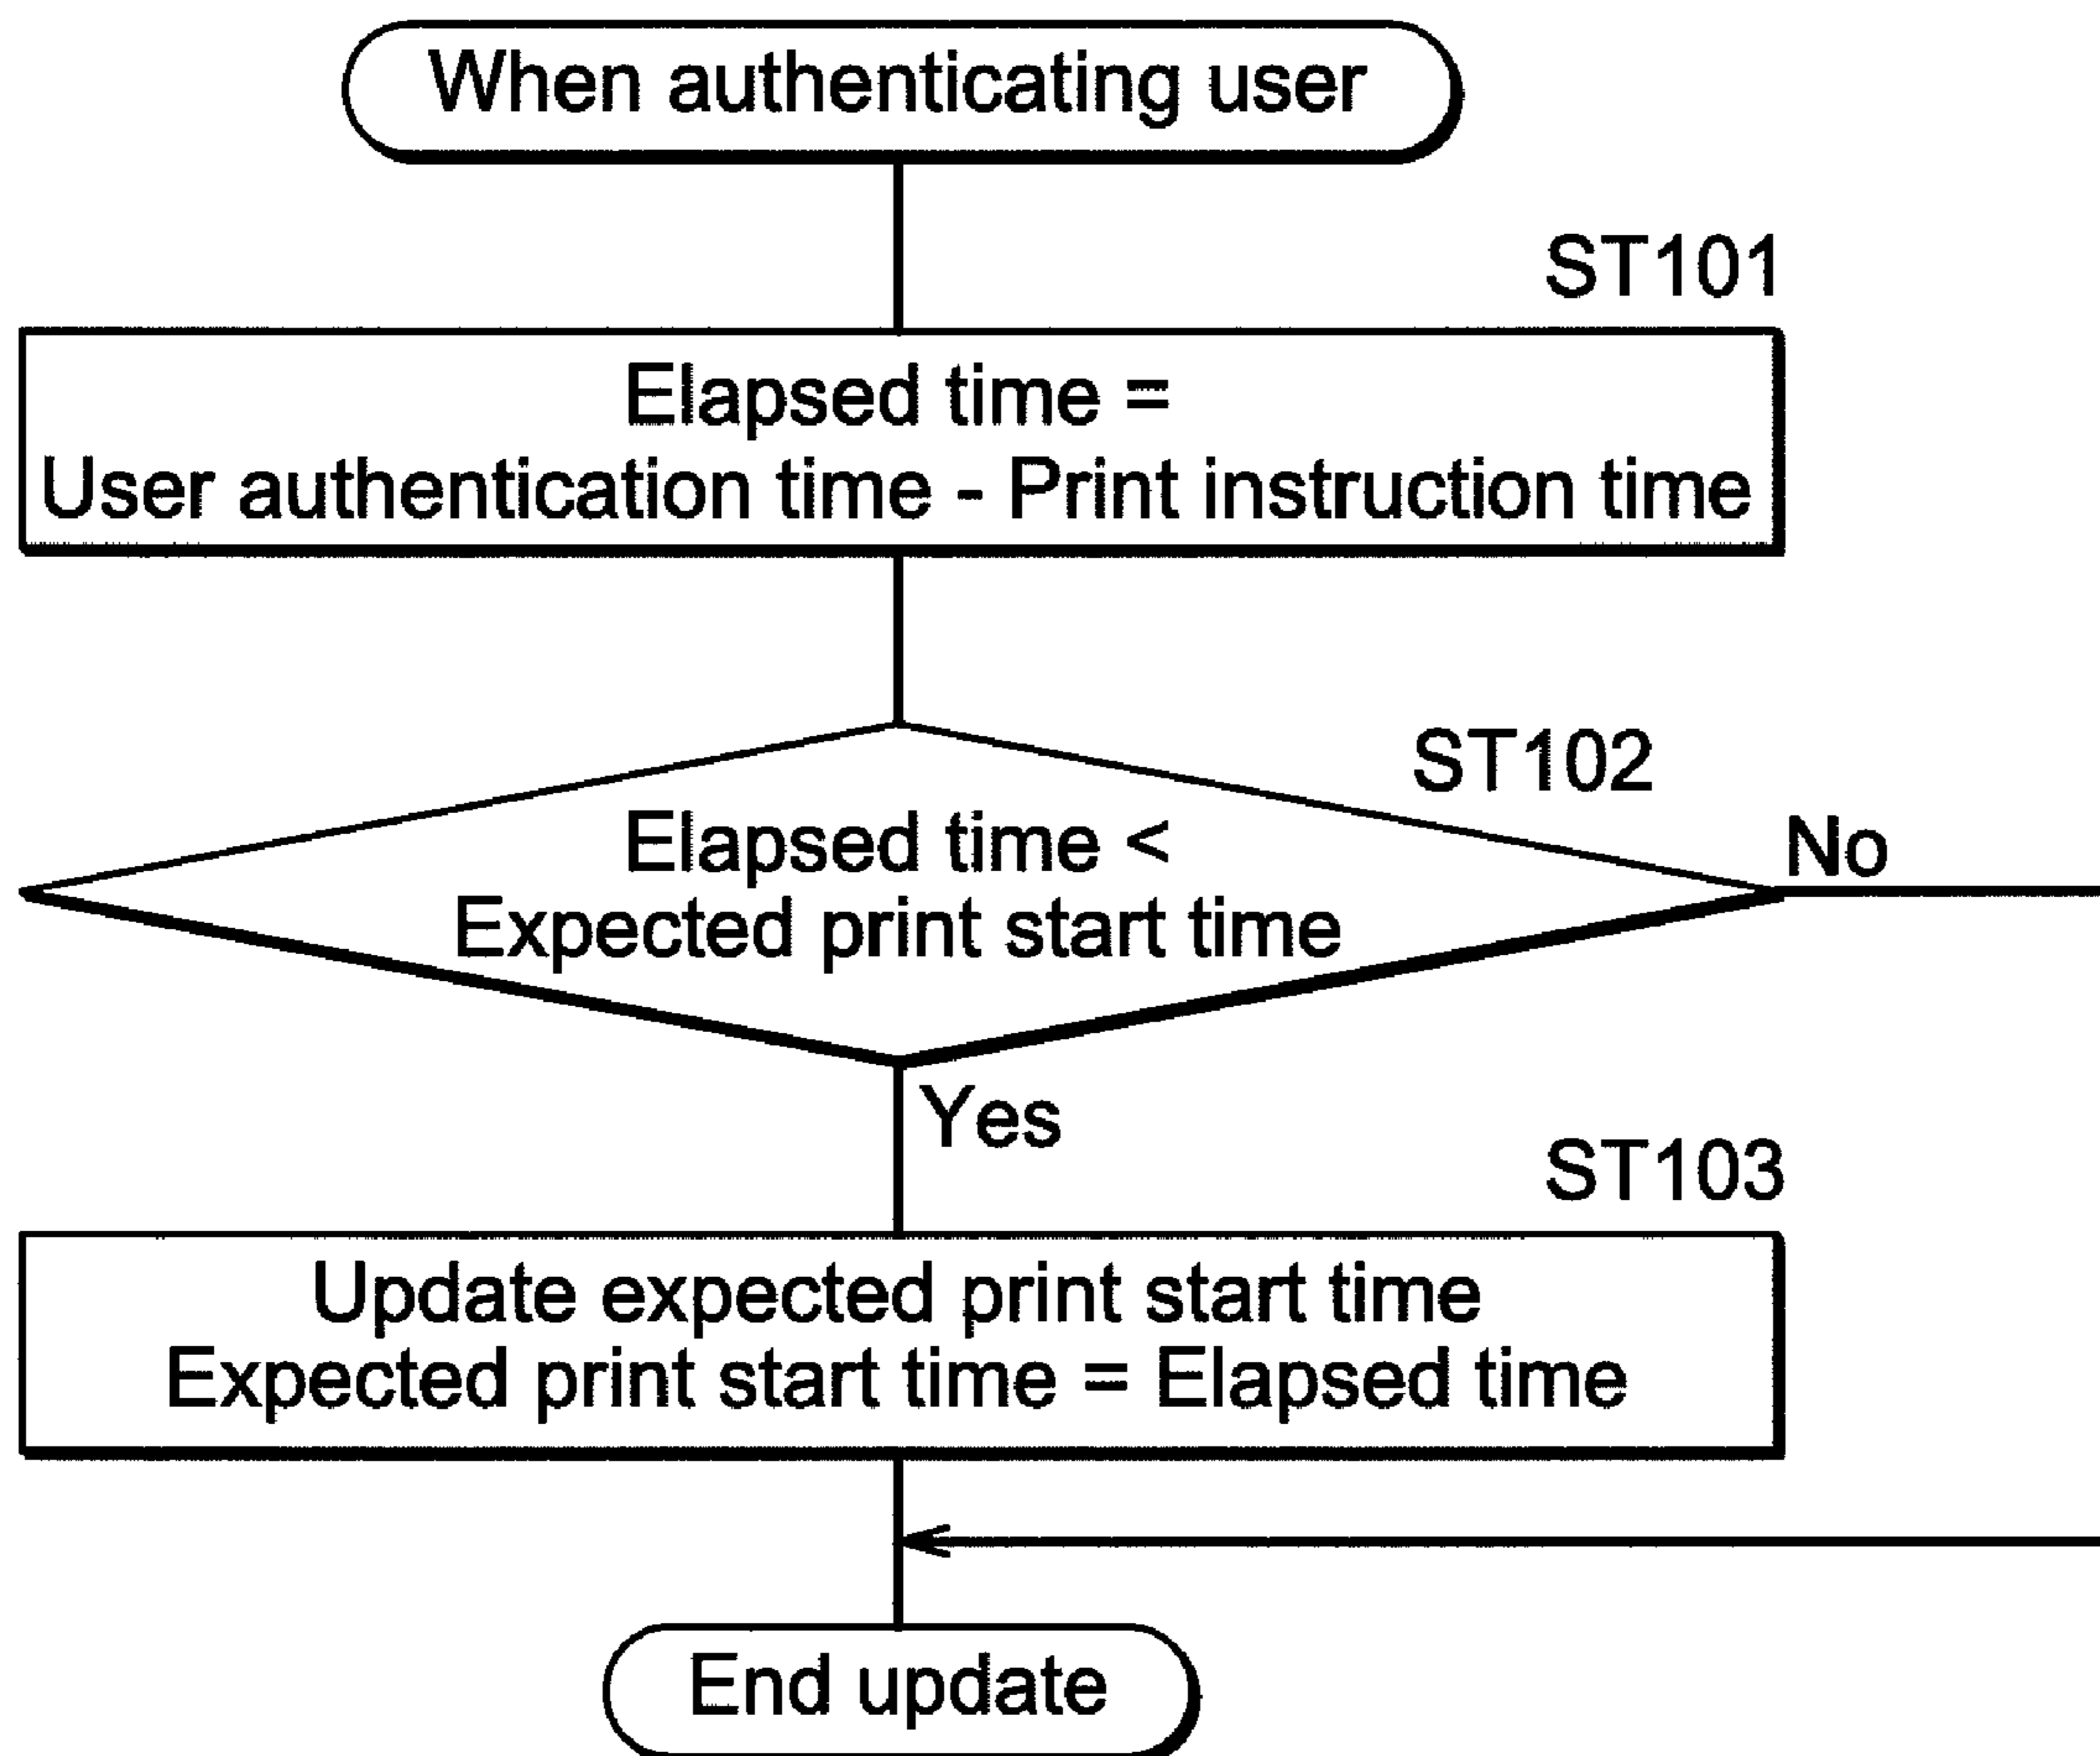 When authenticating user
ST101
Elapsed time =
User authentication time - Print instruction time
ST102
Elapsed time <
Expected print start time
No
Yes
ST103
Update expected print start time
Expected print start time = Elapsed time
End update